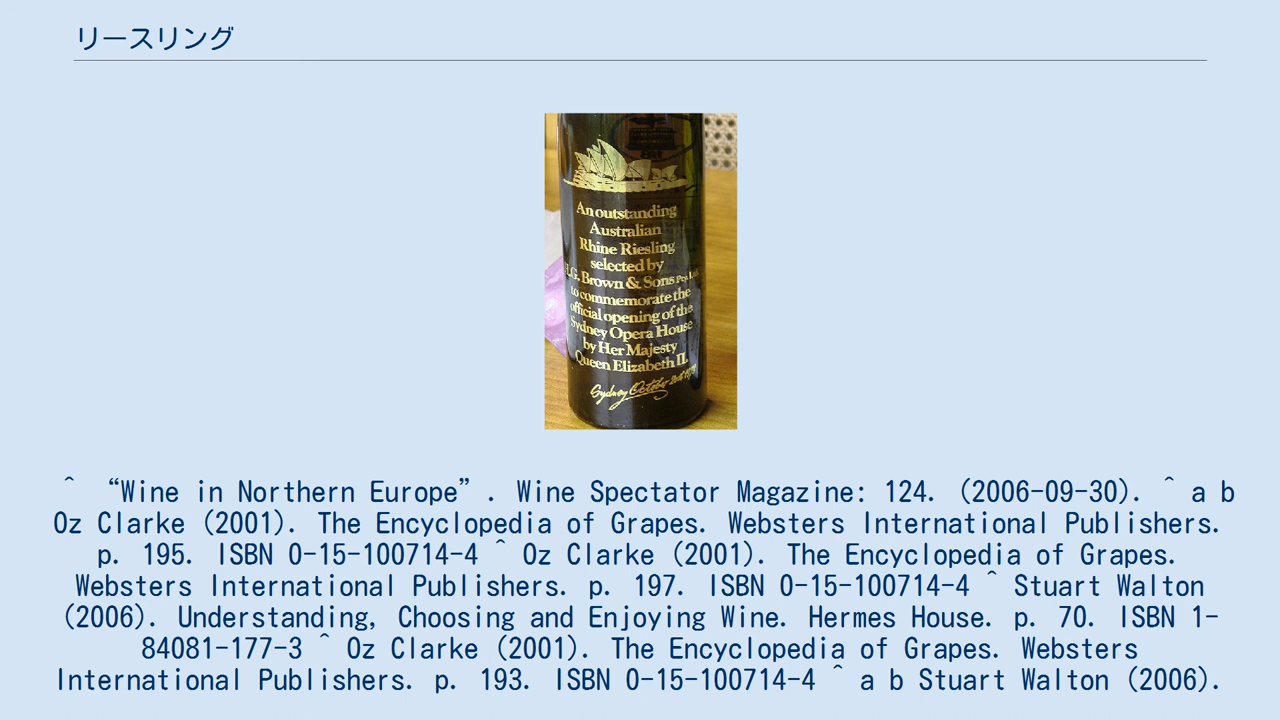 リースリング
An outstanding
Australian
Rhine Riesling
selected by
G. Brown & Sons Pty. Ltd.
to commemorate the
official opening of the
Sydney Opera House
by Her Majesty
Queen Elizabeth II.
Sydney October
^ “Wine in Northern Europe”. Wine Spectator Magazine: 124. (2006-09-30). ^ a b
Oz Clarke (2001). The Encyclopedia of Grapes. Websters International Publishers.
p. 195. ISBN 0-15-100714-4 ^ Oz Clarke (2001). The Encyclopedia of Grapes.
Websters International Publishers. p. 197. ISBN 0-15-100714-4 ^ Stuart Walton
(2006). Understanding, Choosing and Enjoying Wine. Hermes House. p. 70. ISBN 1-
84081-177-3 ^ Oz Clarke (2001). The Encyclopedia of Grapes. Websters
International Publishers. p. 193. ISBN 0-15-100714-4 ^ a b Stuart Walton (2006).